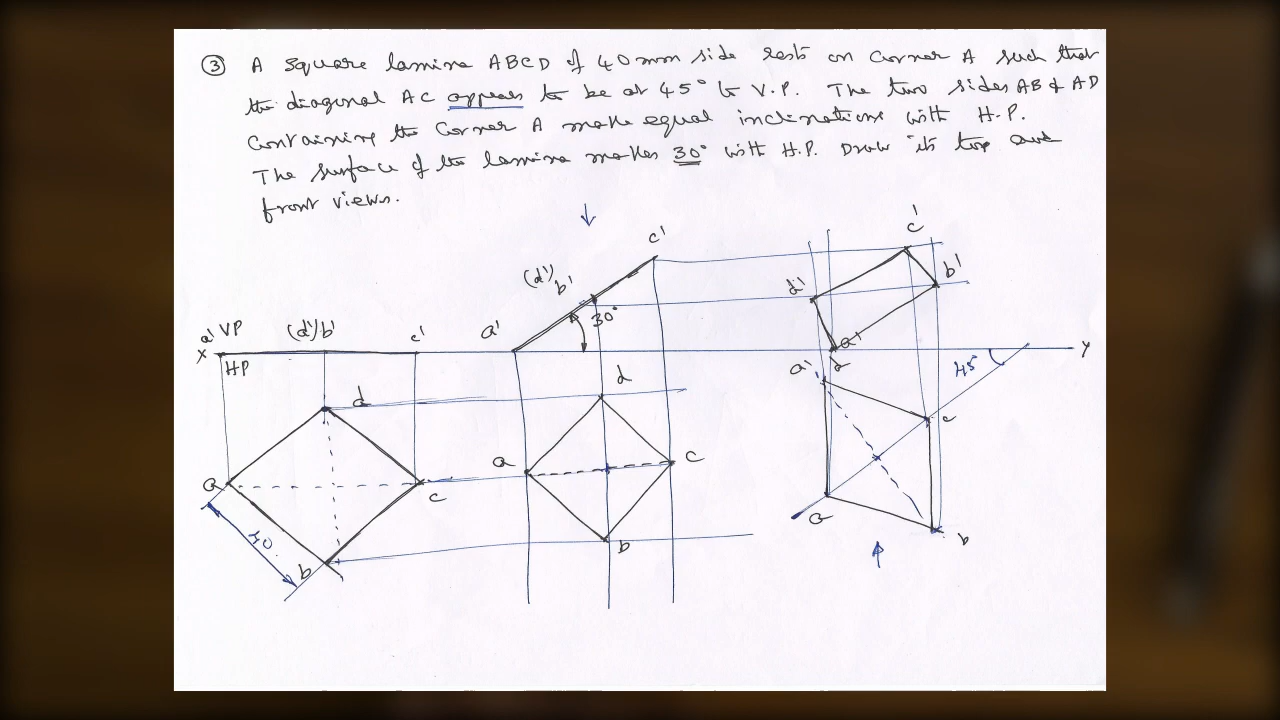 ③ A square lamina ABCD of 40mm side rests on corner A such that
the diagonal AC appears to be at 45° to V.P. The two sides AB & AD
containing the corner A make equal inclinations with H.P.
The surface of the lamina makes 30° with H.P. Draw its top and
front views.
c' c'
(d')/b' d' b'
a' VP (d')/b' c' a' 30° a'
X HP d Y
a' 45°
d d
a c a c c
a
40 b b b